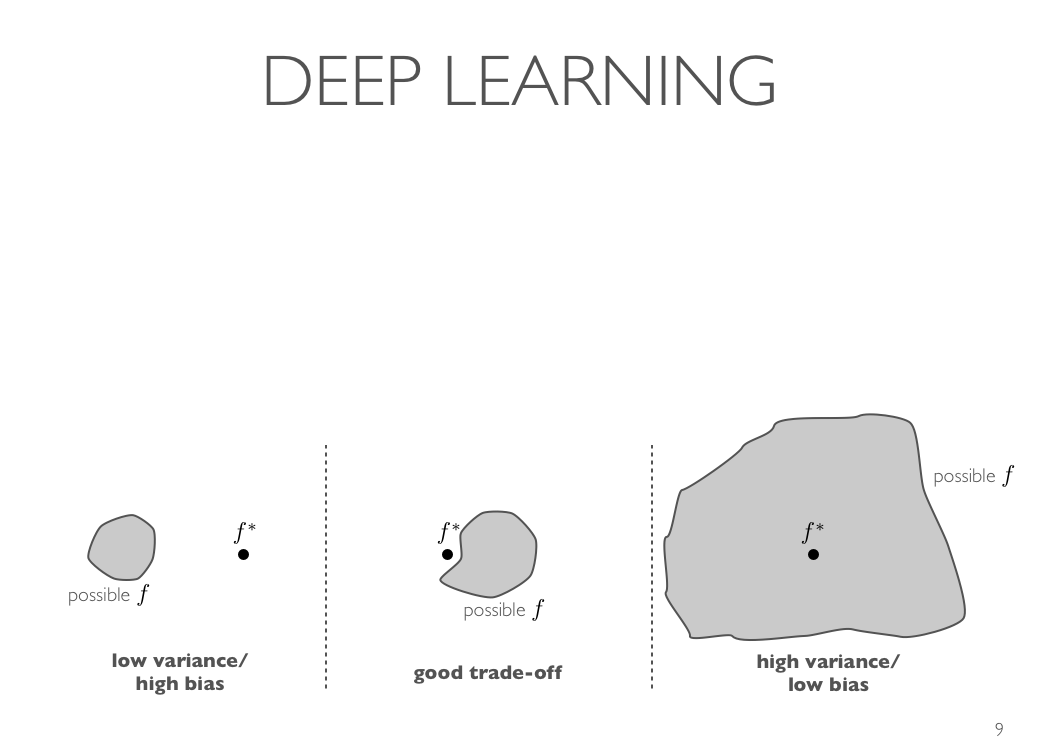 DEEP LEARNING
f*
possible f
low variance/
high bias
f*
possible f
good trade-off
possible f
f*
high variance/
low bias
9